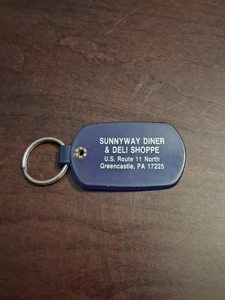 SUNNYWAY DINER
& DELI SHOPPE
U.S. Route 11 North
Greencastle, PA 17225